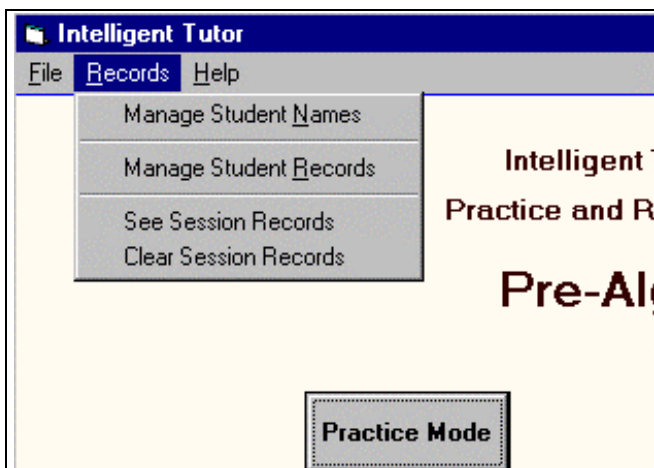 Intelligent Tutor
File Records Help
Manage Student Names
Manage Student Records
See Session Records
Clear Session Records
Intelligent
Practice and R
Pre-Al
Practice Mode